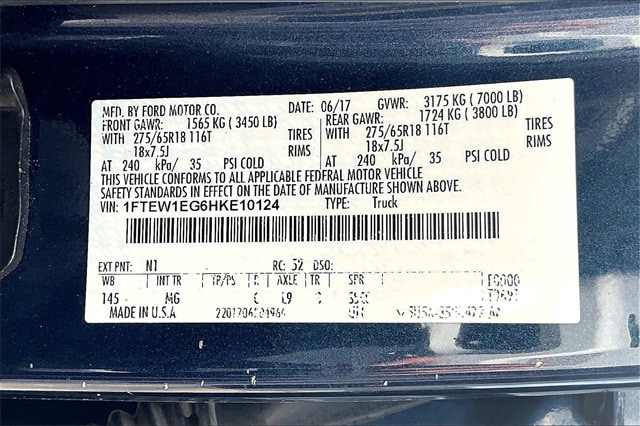 MFD. BY FORD MOTOR CO. DATE: 06/17 GVWR: 3175 KG ( 7000 LB)
FRONT GAWR: 1565 KG ( 3450 LB) REAR GAWR: 1724 KG ( 3800 LB)
WITH 275/65R18 116T TIRES WITH 275/65R18 116T TIRES
18x7.5J RIMS 18x7.5J RIMS
AT 240 kPa/ 35 PSI COLD AT 240 kPa/ 35 PSI COLD
THIS VEHICLE CONFORMS TO ALL APPLICABLE FEDERAL MOTOR VEHICLE
SAFETY STANDARDS IN EFFECT ON THE DATE OF MANUFACTURE SHOWN ABOVE.
VIN: 1FTEW1EG6HKE10124 TYPE: Truck
EXT PNT: N1 RC: 52 DSO:
WB INT TR TP/PS R AXLE TR SPR
145 MG L9
MADE IN U.S.A